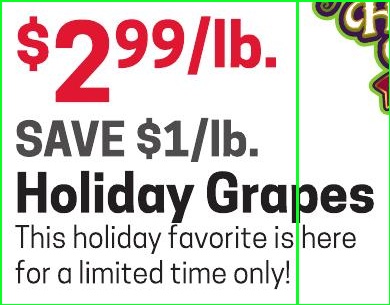 $2.99/lb.
SAVE $1/lb.
Holiday Grapes
This holiday favorite is here
for a limited time only!